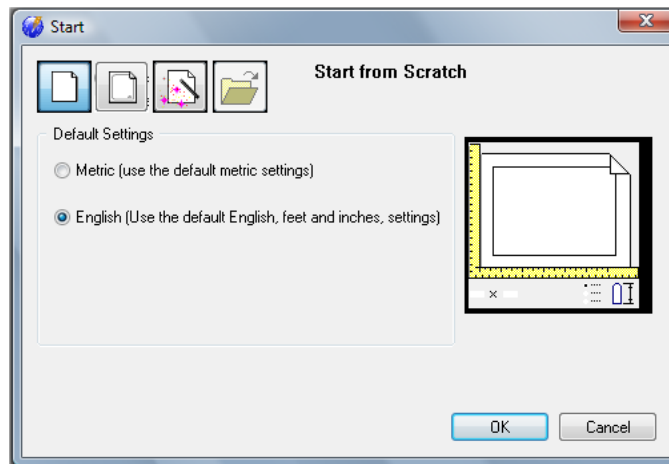 Start
Start from Scratch
Default Settings
Metric (use the default metric settings)
English (Use the default English, feet and inches, settings)
OK
Cancel